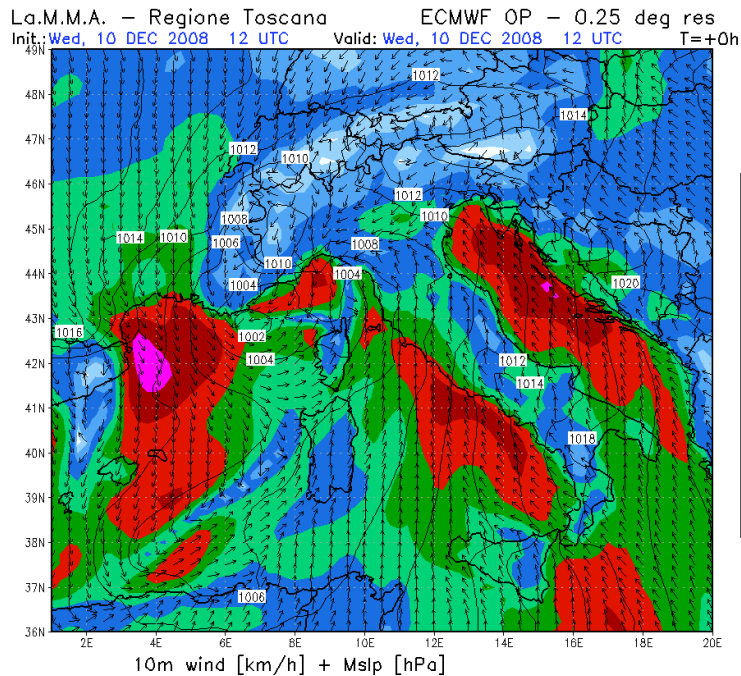 La.M.M.A. – Regione Toscana ECMWF OP – 0.25 deg res
Init.: Wed, 10 DEC 2008 12 UTC Valid: Wed, 10 DEC 2008 12 UTC T=+0h
49N
1012
48N
1014
47N
1012
1010
46N
1012
1008 1010
45N
1014 1010 1006 1008
1010
44N
1004 1004 1020
43N
1016 1002
1012
42N
1004
1014
41N
1018
40N
39N
38N
37N
1006
36N
2E 4E 6E 8E 10E 12E 14E 16E 18E 20E
10m wind [km/h] + Mslp [hPa]